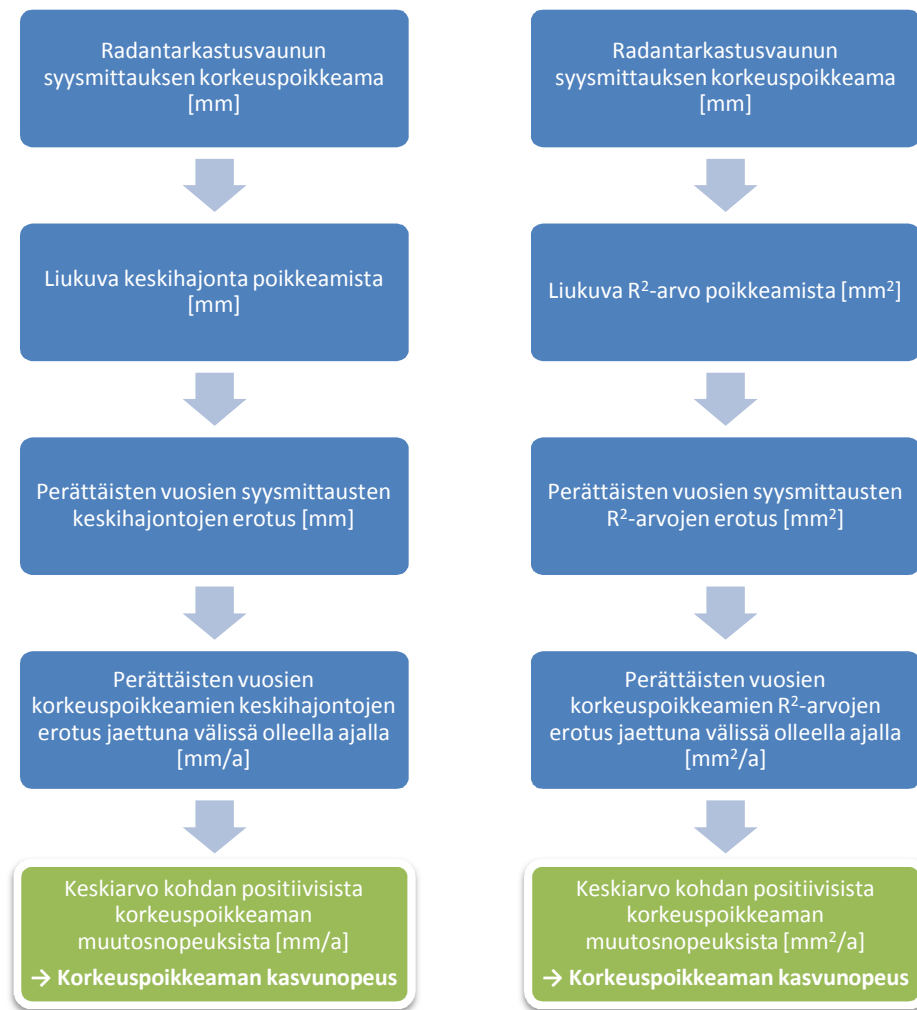 Radantarkastusvaunun
syysmittauksen korkeuspoikkeama
[mm]
Liukuva keskihajonta poikkeamista
[mm]
Perättäisten vuosien syysmittausten
keskihajontojen erotus [mm]
Perättäisten vuosien
korkeuspoikkeamien keskihajontojen
erotus jaettuna välissä olleella ajalla
[mm/a]
Keskiarvo kohdan positiivisista
korkeuspoikkeaman
muutosnopeuksista [mm/a]
→ Korkeuspoikkeaman kasvunopeus
Radantarkastusvaunun
syysmittauksen korkeuspoikkeama
[mm]
Liukuva R²-arvo poikkeamista [mm²]
Perättäisten vuosien syysmittausten
R²-arvojen erotus [mm²]
Perättäisten vuosien
korkeuspoikkeamien R²-arvojen
erotus jaettuna välissä olleella ajalla
[mm²/a]
Keskiarvo kohdan positiivisista
korkeuspoikkeaman
muutosnopeuksista [mm²/a]
→ Korkeuspoikkeaman kasvunopeus